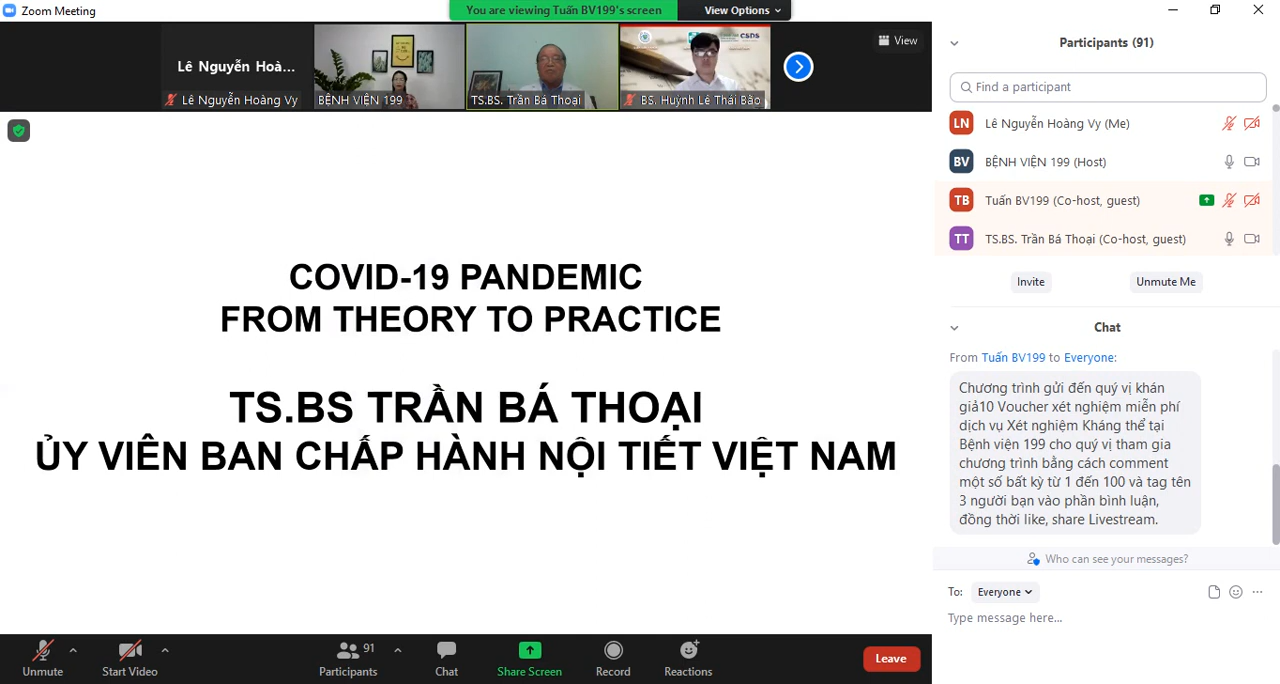 Zoom Meeting
You are viewing Tuấn BV199's screen
View Options
Lê Nguyễn Hoà...
Lê Nguyễn Hoàng Vy
BỆNH VIỆN 199
TS.BS. Trần Bá Thoại
CSDS
BS. Huỳnh Lê Thái Bão
View
COVID-19 PANDEMIC
FROM THEORY TO PRACTICE
TS.BS TRẦN BÁ THOẠI
ỦY VIÊN BAN CHẤP HÀNH NỘI TIẾT VIỆT NAM
Participants (91)
Find a participant
LN Lê Nguyễn Hoàng Vy (Me)
BV BỆNH VIỆN 199 (Host)
TB Tuấn BV199 (Co-host, guest)
TT TS.BS. Trần Bá Thoại (Co-host, guest)
Invite
Unmute Me
Chat
From Tuấn BV199 to Everyone:
Chương trình gửi đến quý vị khán
giả10 Voucher xét nghiệm miễn phí
dịch vụ Xét nghiệm Kháng thể tại
Bệnh viện 199 cho quý vị tham gia
chương trình bằng cách comment
một số bất kỳ từ 1 đến 100 và tag tên
3 người bạn vào phần bình luận,
đồng thời like, share Livestream.
Who can see your messages?
To: Everyone
Type message here...
Unmute
Start Video
91
Participants
Chat
Share Screen
Record
Reactions
Leave